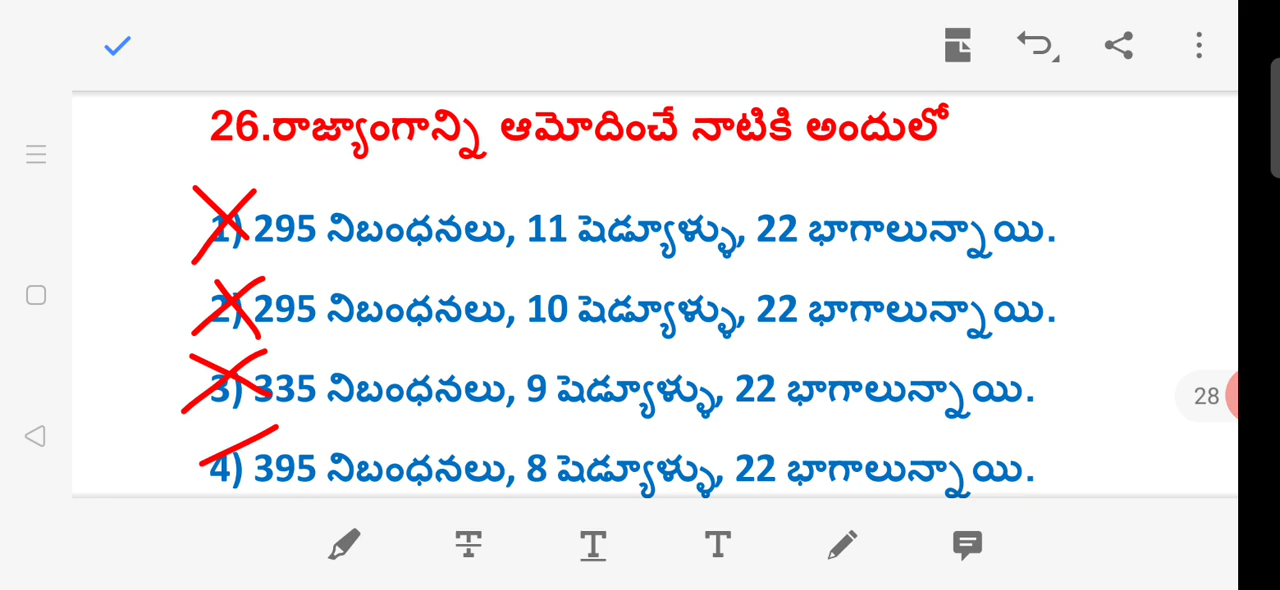 26.రాజ్యాంగాన్ని ఆమోదించే నాటికి అందులో
1) 295 నిబంధనలు, 11 షెడ్యూళ్ళు, 22 భాగాలున్నాయి.
2) 295 నిబంధనలు, 10 షెడ్యూళ్ళు, 22 భాగాలున్నాయి.
3) 335 నిబంధనలు, 9 షెడ్యూళ్ళు, 22 భాగాలున్నాయి.
28
4) 395 నిబంధనలు, 8 షెడ్యూళ్ళు, 22 భాగాలున్నాయి.